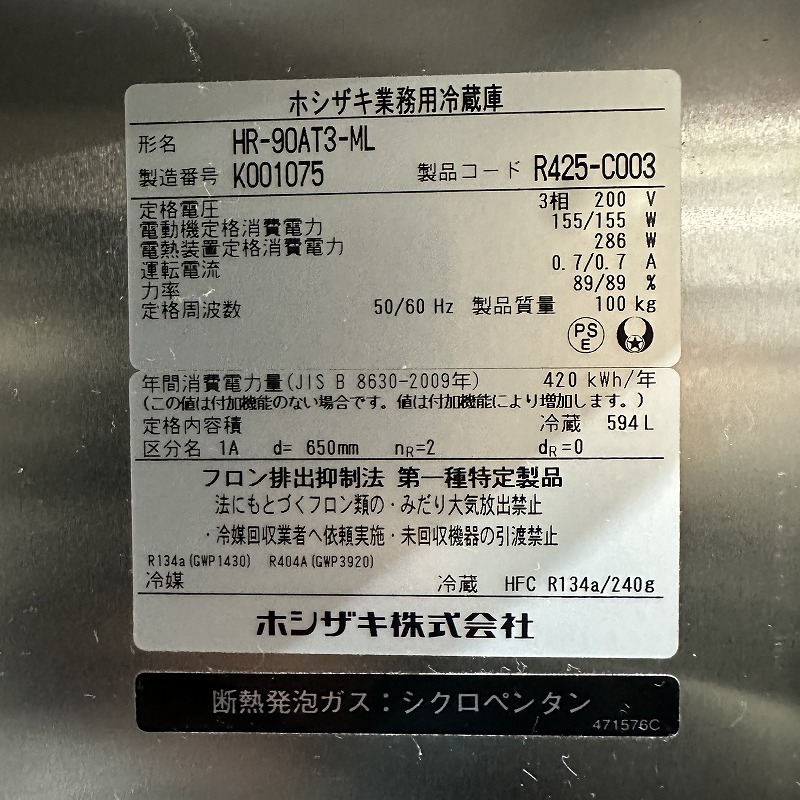 ホシザキ業務用冷蔵庫
形名 HR-90AT3-ML
製造番号 K001075 製品コード R425-C003
定格電圧 3相 200 V
電動機定格消費電力 155/155 W
電熱装置定格消費電力 286 W
運転電流 0.7/0.7 A
力率 89/89 %
定格周波数 50/60 Hz 製品質量 100 kg
PS
E
年間消費電力量(JIS B 8630-2009年) 420 kWh/年
(この値は付加機能のない場合です。値は付加機能により増加します。)
定格内容積 冷蔵 594L
区分名 1A d= 650mm nR=2 dR=0
フロン排出抑制法 第一種特定製品
法にもとづくフロン類の・みだり大気放出禁止
・冷媒回収業者へ依頼実施・未回収機器の引渡禁止
R134a(GWP1430) R404A(GWP3920)
冷媒 冷蔵 HFC R134a/240g
ホシザキ株式会社
断熱発泡ガス：シクロペンタン
471576C